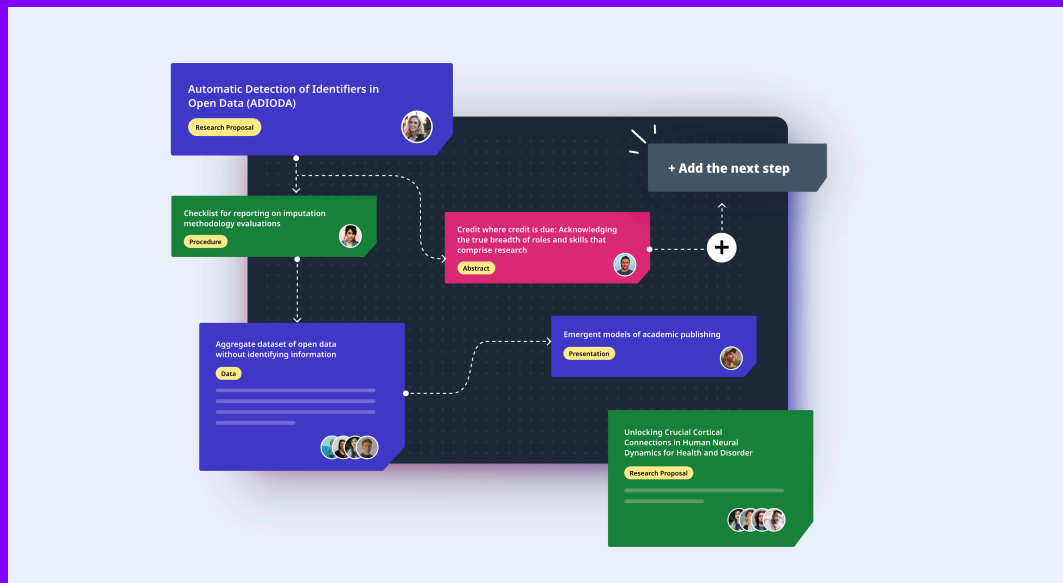 Automatic Detection of Identifiers in
Open Data (ADIODA)
Research Proposal
+ Add the next step
Checklist for reporting on imputation
methodology evaluations
Procedure
Credit where credit is due: Acknowledging
the true breadth of roles and skills that
comprise research
Abstract
Aggregate dataset of open data
without identifying information
Data
Emergent models of academic publishing
Presentation
Unlocking Crucial Cortical
Connections in Human Neural
Dynamics for Health and Disorder
Research Proposal